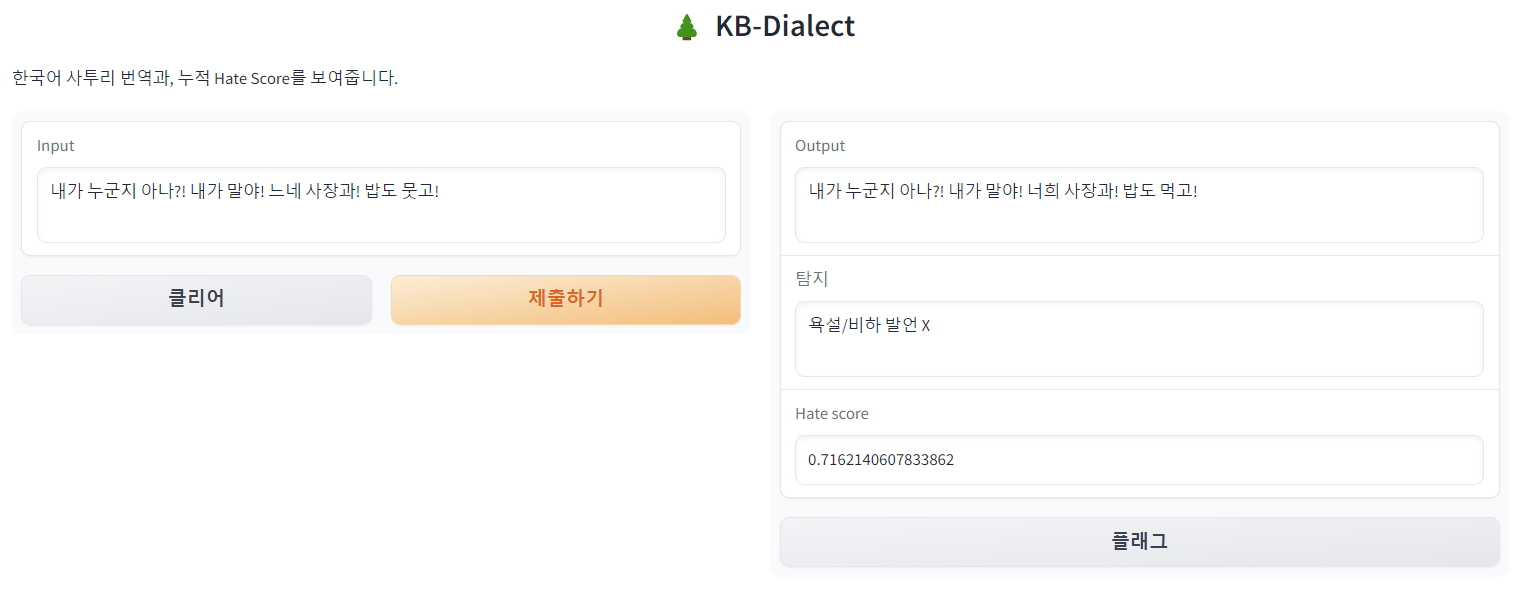 🌲 KB-Dialect
한국어 사투리 번역과, 누적 Hate Score를 보여줍니다.
Input
내가 누군지 아나?! 내가 말야! 느네 사장과! 밥도 뭇고!
클리어
제출하기
Output
내가 누군지 아나?! 내가 말야! 너희 사장과! 밥도 먹고!
탐지
욕설/비하 발언 X
Hate score
0.7162140607833862
플래그